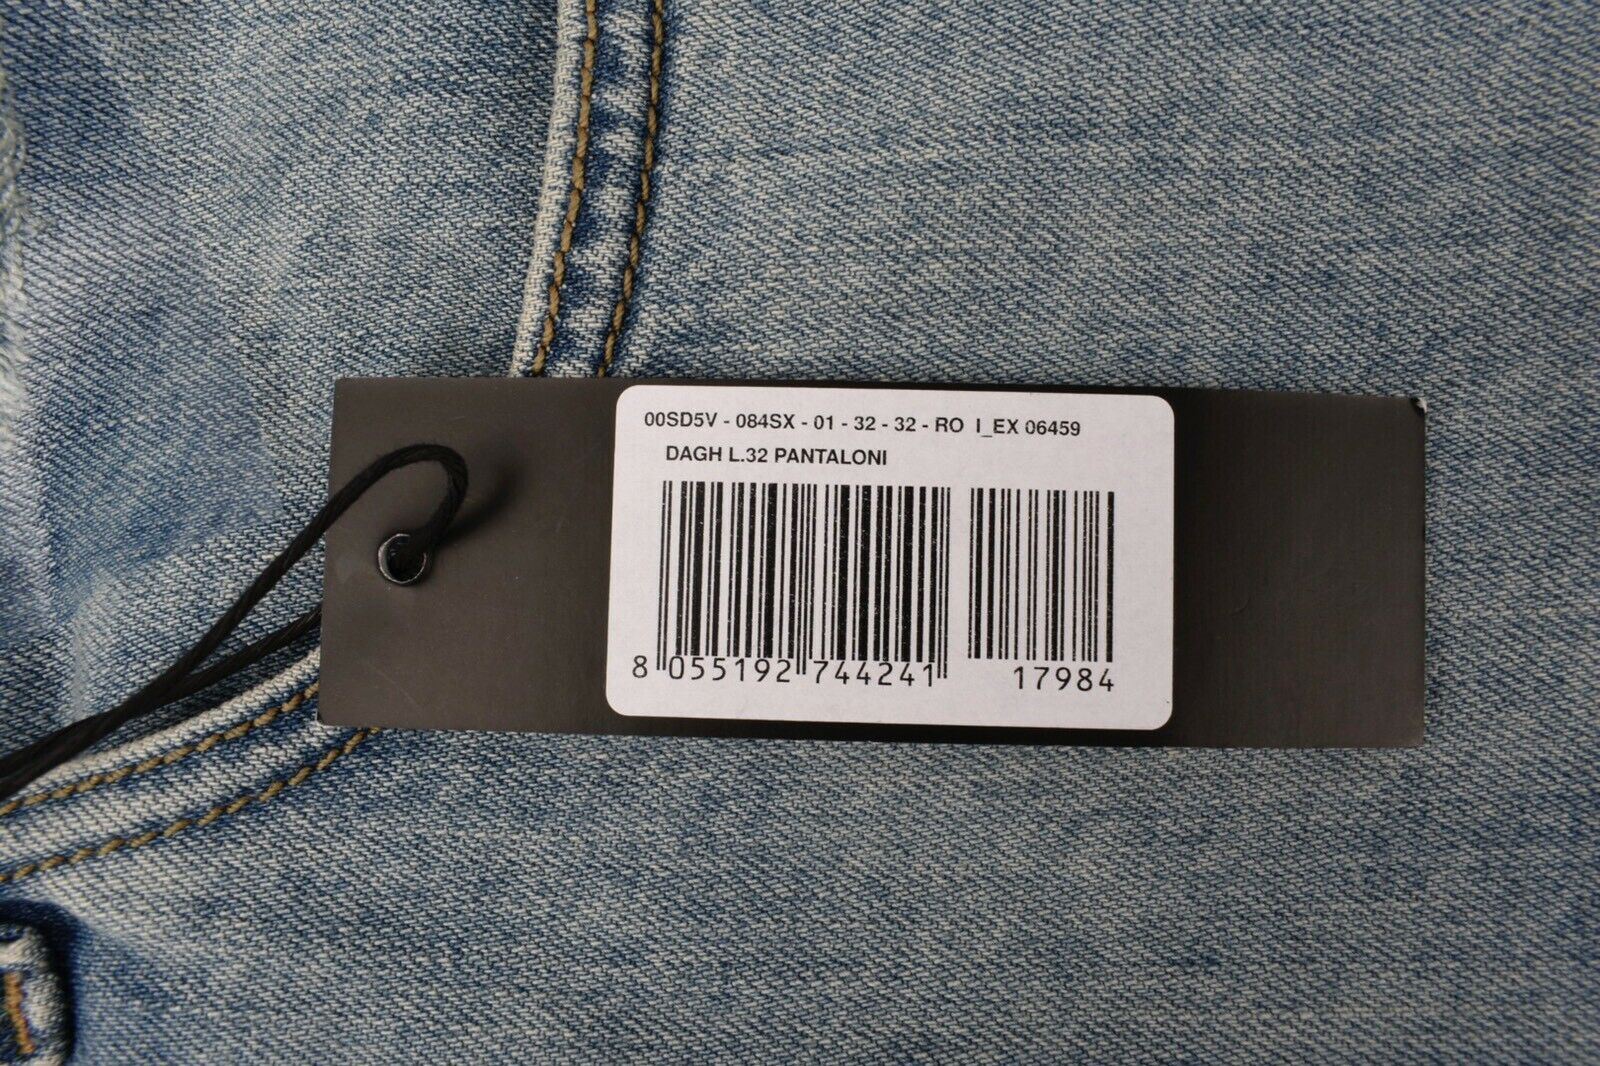 00SD5V - 084SX - 01 - 32 - 32 - RO I_EX 06459
DAGH L.32 PANTALONI
8 055192 744241 17984